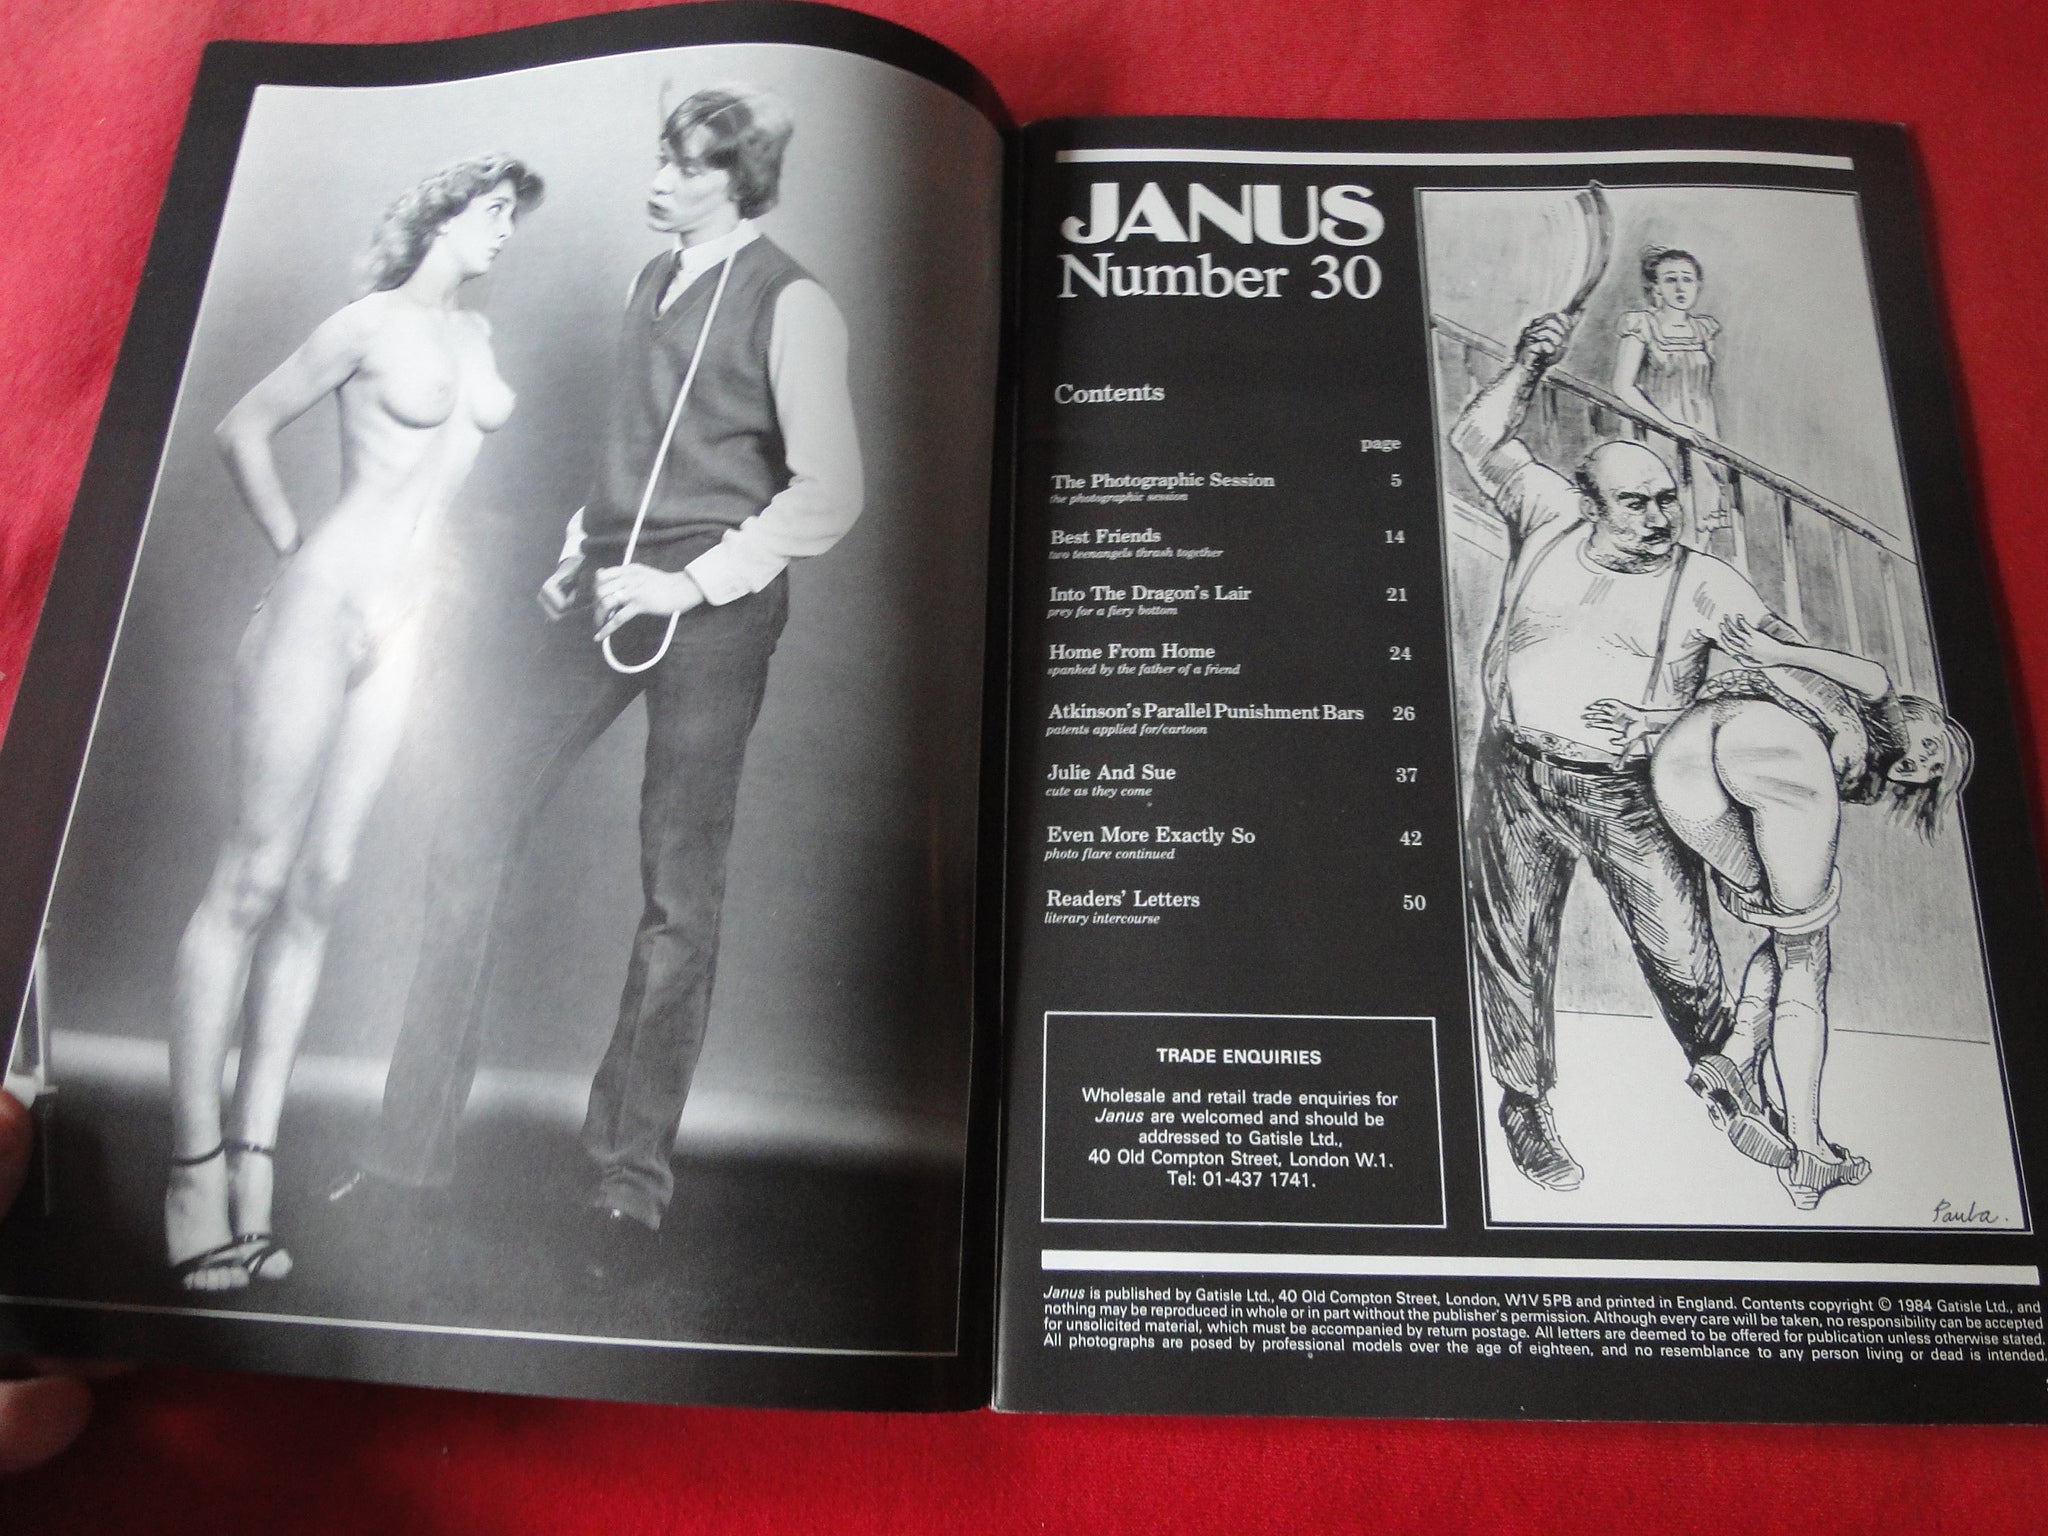 JANUS
Number 30
Contents
page
The Photographic Session 5
the photographic session
Best Friends 14
two teenangels thrash together
Into The Dragon's Lair 21
prey for a fiery bottom
Home From Home 24
spanked by the father of a friend
Atkinson's Parallel Punishment Bars 26
patents applied for/cartoon
Julie And Sue 37
cute as they come
Even More Exactly So 42
photo flare continued
Readers' Letters 50
literary intercourse
TRADE ENQUIRIES
Wholesale and retail trade enquiries for
Janus are welcomed and should be
addressed to Gatisle Ltd.,
40 Old Compton Street, London W.1.
Tel: 01-437 1741.
Pauba.
Janus is published by Gatisle Ltd., 40 Old Compton Street, London, W1V 5PB and printed in England. Contents copyright © 1984 Gatisle Ltd., and
nothing may be reproduced in whole or in part without the publisher's permission. Although every care will be taken, no responsibility can be accepted
for unsolicited material, which must be accompanied by return postage. All letters are deemed to be offered for publication unless otherwise stated.
All photographs are posed by professional models over the age of eighteen, and no resemblance to any person living or dead is intended.